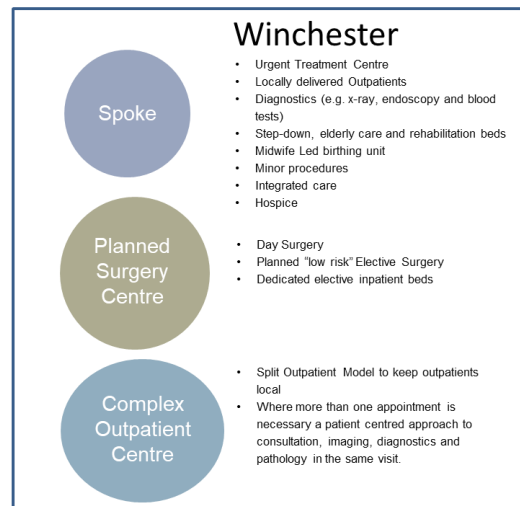 Winchester
Spoke
• Urgent Treatment Centre
• Locally delivered Outpatients
• Diagnostics (e.g. x-ray, endoscopy and blood
tests)
• Step-down, elderly care and rehabilitation beds
• Midwife Led birthing unit
• Minor procedures
• Integrated care
• Hospice
Planned
Surgery
Centre
• Day Surgery
• Planned “low risk” Elective Surgery
• Dedicated elective inpatient beds
Complex
Outpatient
Centre
• Split Outpatient Model to keep outpatients
local
• Where more than one appointment is
necessary a patient centred approach to
consultation, imaging, diagnostics and
pathology in the same visit.